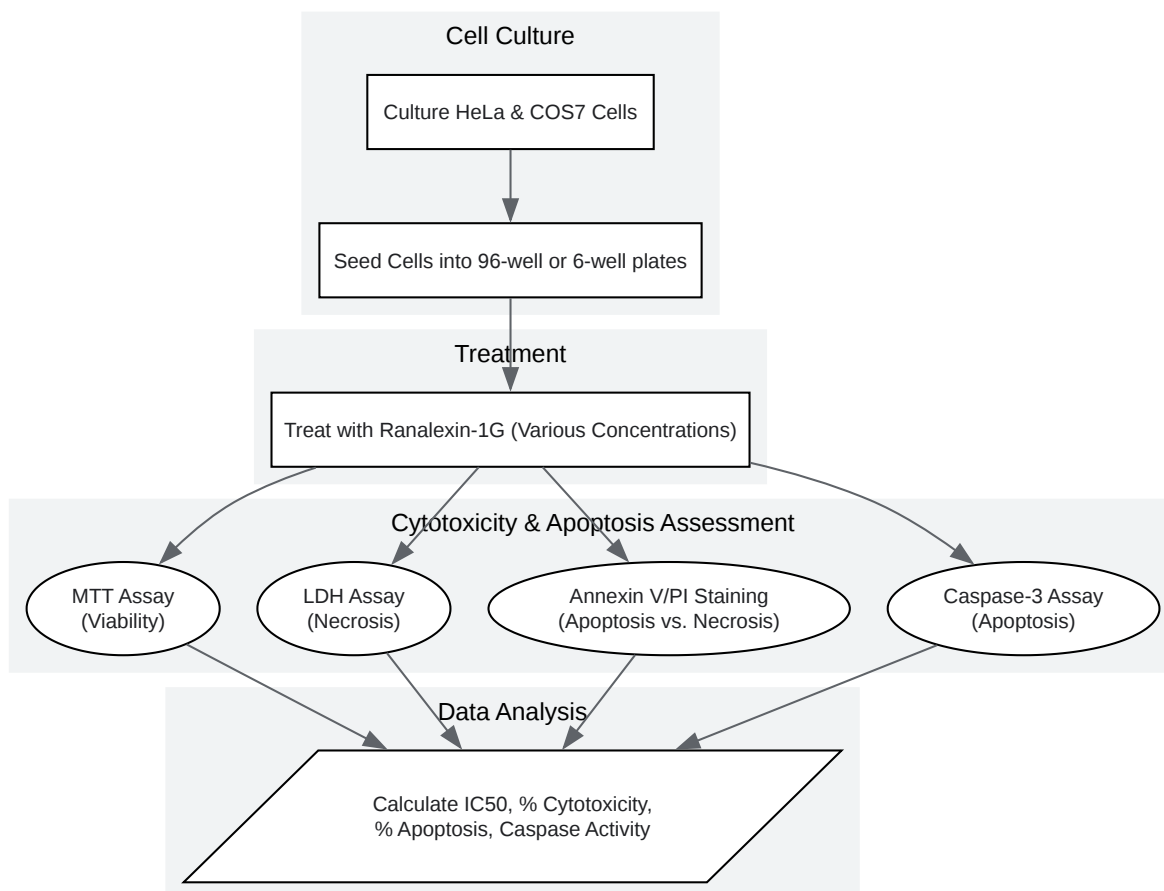 Cell Culture
Culture HeLa & COS7 Cells
Seed Cells into 96-well or 6-well plates
Treatment
Treat with Ranalexin-1G (Various Concentrations)
Cytotoxicity & Apoptosis Assessment
MTT Assay
(Viability)
LDH Assay
(Necrosis)
Annexin V/PI Staining
(Apoptosis vs. Necrosis)
Caspase-3 Assay
(Apoptosis)
Data Analysis
Calculate IC50, % Cytotoxicity,
% Apoptosis, Caspase Activity